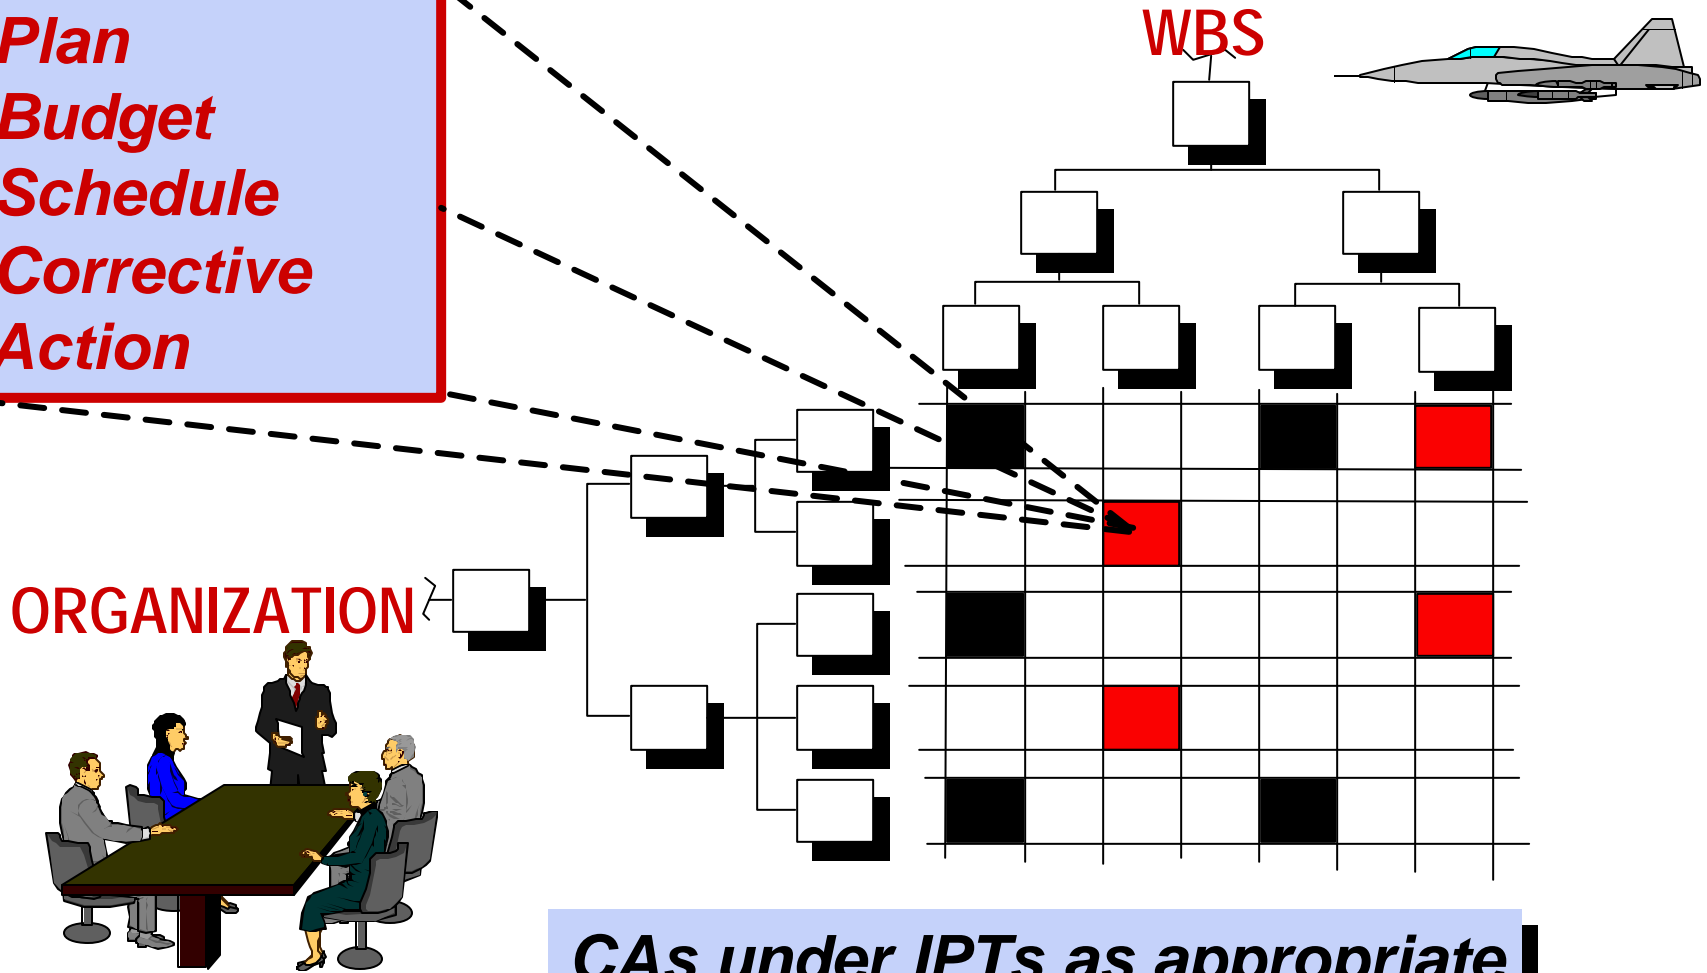 Plan
Budget
Schedule
Corrective
Action
WBS
ORGANIZATION
CAs under IPTs as appropriate